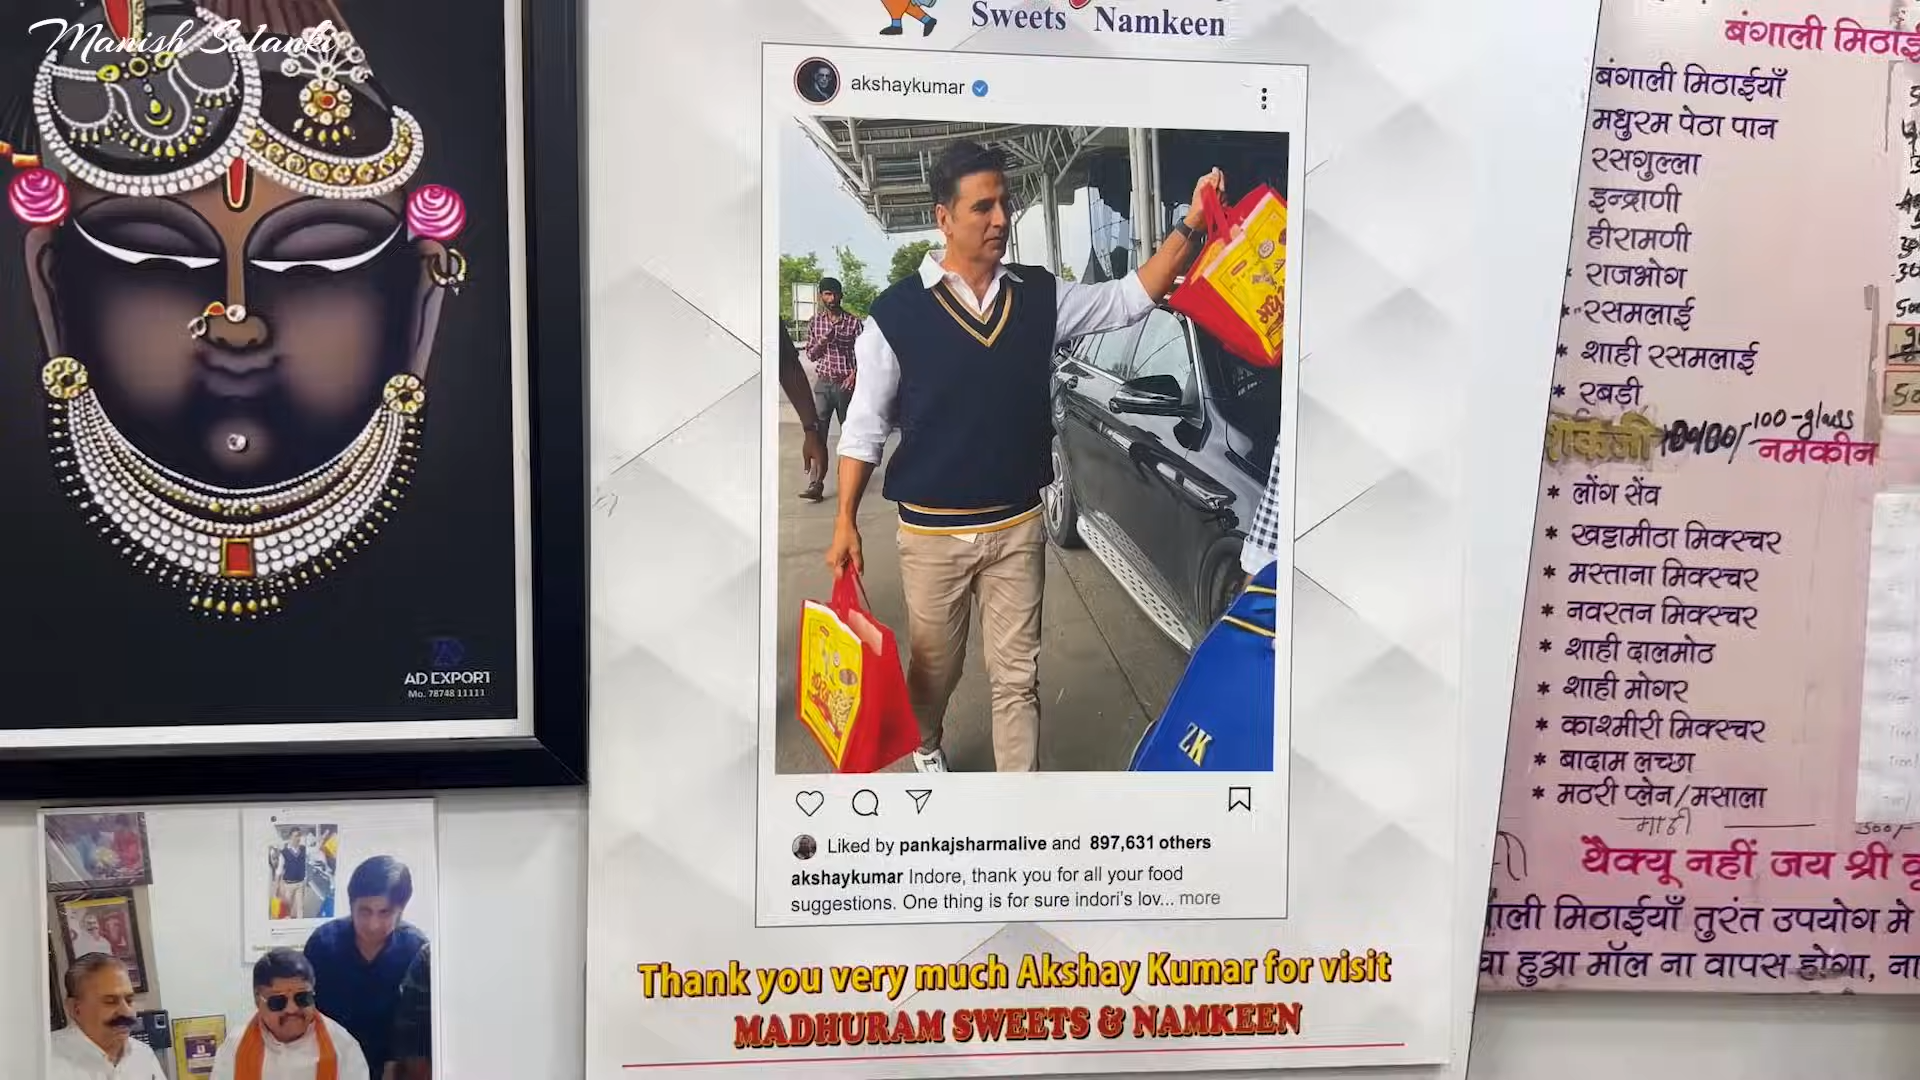 Manish Solanki
Sweets Namkeen
akshaykumar
ZK
Liked by pankajsharmalive and 897,631 others
akshaykumar Indore, thank you for all your food
suggestions. One thing is for sure indori's lov... more
Thank you very much Akshay Kumar for visit
MADHURAM SWEETS & NAMKEEN
AD EXPORT
Mo. 78748 11111
बंगाली मिठाई
बंगाली मिठाईयाँ
मधुरम पेठा पान
रसगुल्ला
इन्द्राणी
हीरामणी
राजभोग
रसमलाई
* शाही रसमलाई
* रबड़ी
100-glass
नमकीन
* लोंग सेंव
* खट्टामीठा मिक्स्चर
* मस्ताना मिक्स्चर
* नवरतन मिक्स्चर
* शाही दालमोठ
* शाही मोगर
* काश्मीरी मिक्स्चर
* बादाम लच्छा
* मठरी प्लेन/मसाला
थैंक्यू नहीं जय श्री
मिठाईयाँ तुरंत उपयोग मे
हुआ मॉल ना वापस होगा, ना